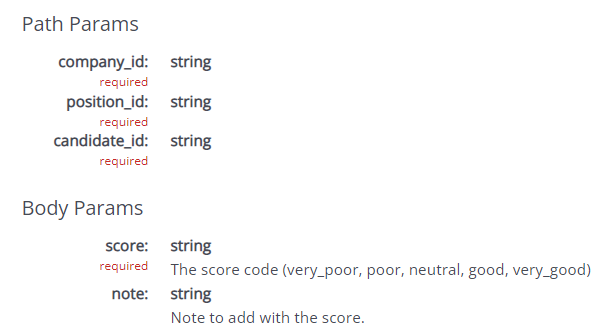 Path Params
company_id: string
required
position_id: string
required
candidate_id: string
required
Body Params
score: string
required The score code (very_poor, poor, neutral, good, very_good)
note: string
Note to add with the score.